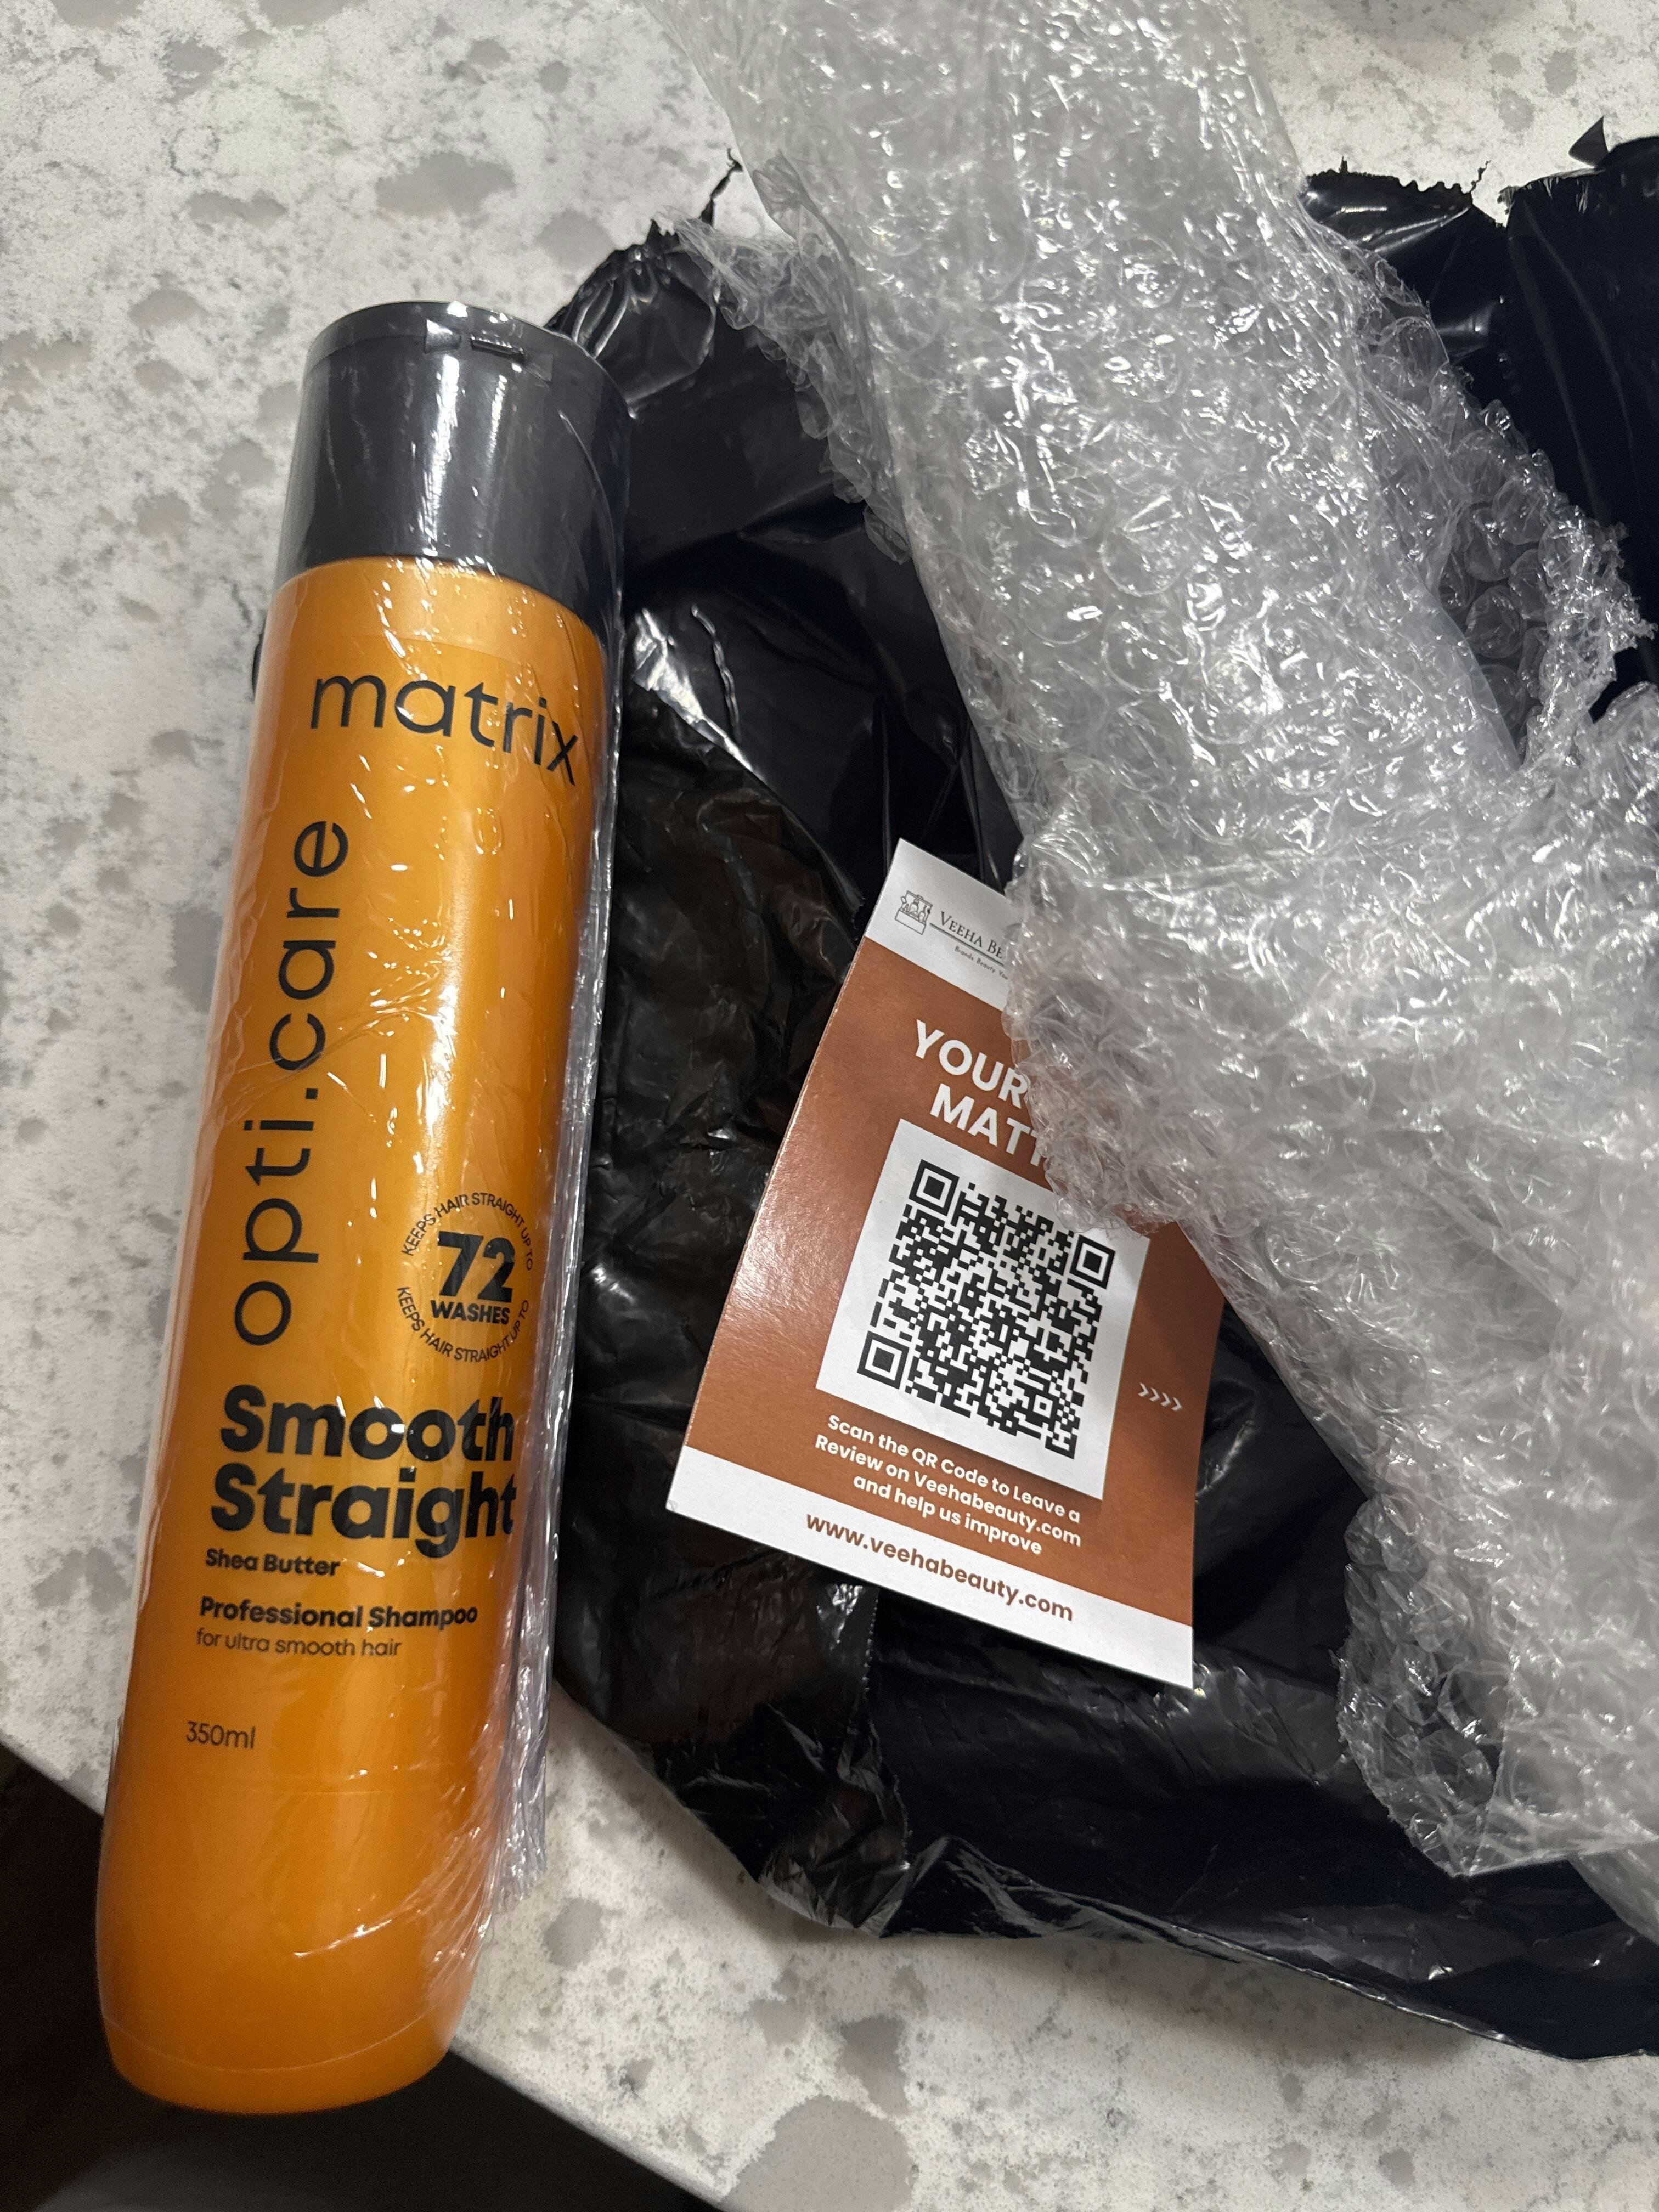 matrix
opti.care
KEEPS HAIR STRAIGHT UP TO
72
WASHES
KEEPS HAIR STRAIGHT UP TO
Smooth
Straight
Shea Butter
Professional Shampoo
for ultra smooth hair
350ml
VEEHA
YOUR
Scan the QR Code to Leave a
Review on Veehabeauty.com
and help us improve
www.veehabeauty.com